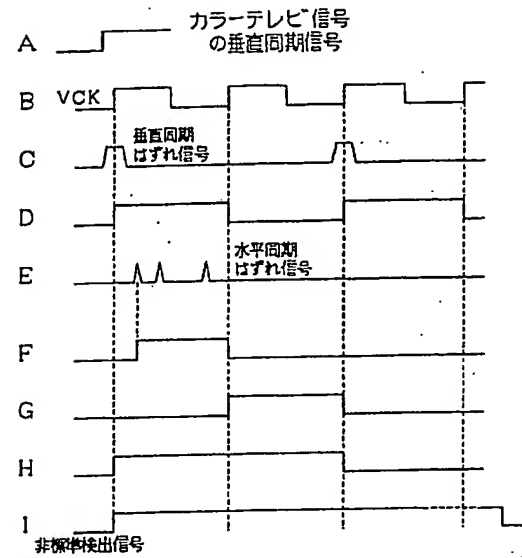 カラーテレビ信号
の垂直同期信号
A
B VCK
垂直同期
はずれ信号
C
D
水平同期
はずれ信号
E
F
G
H
I
非標準検出信号